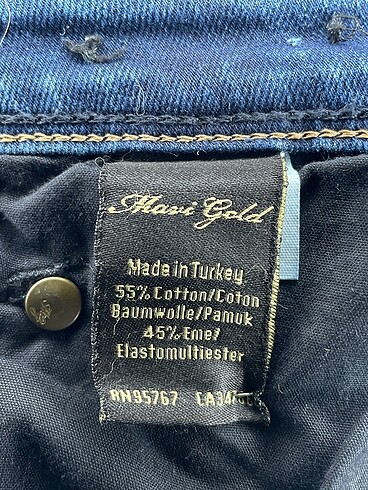 Mavi Gold
Made in Turkey
55% Cotton/Coton
Baumwolle/Pamuk
45% Eme/
Elastomultiester
RN95767